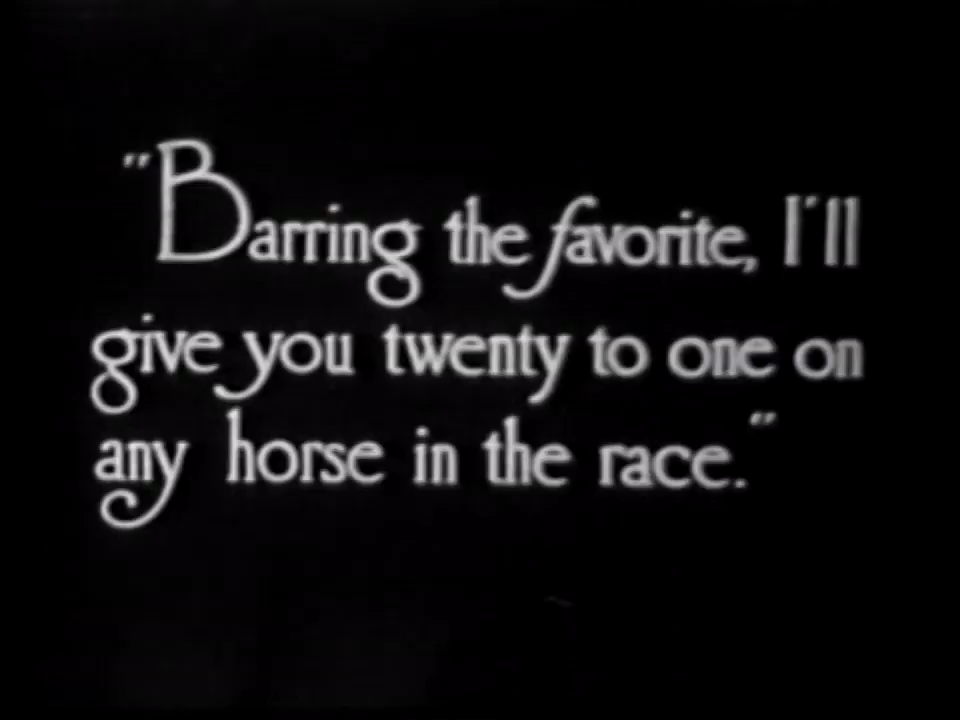 "Barring the favorite, I'll
give you twenty to one on
any horse in the race."